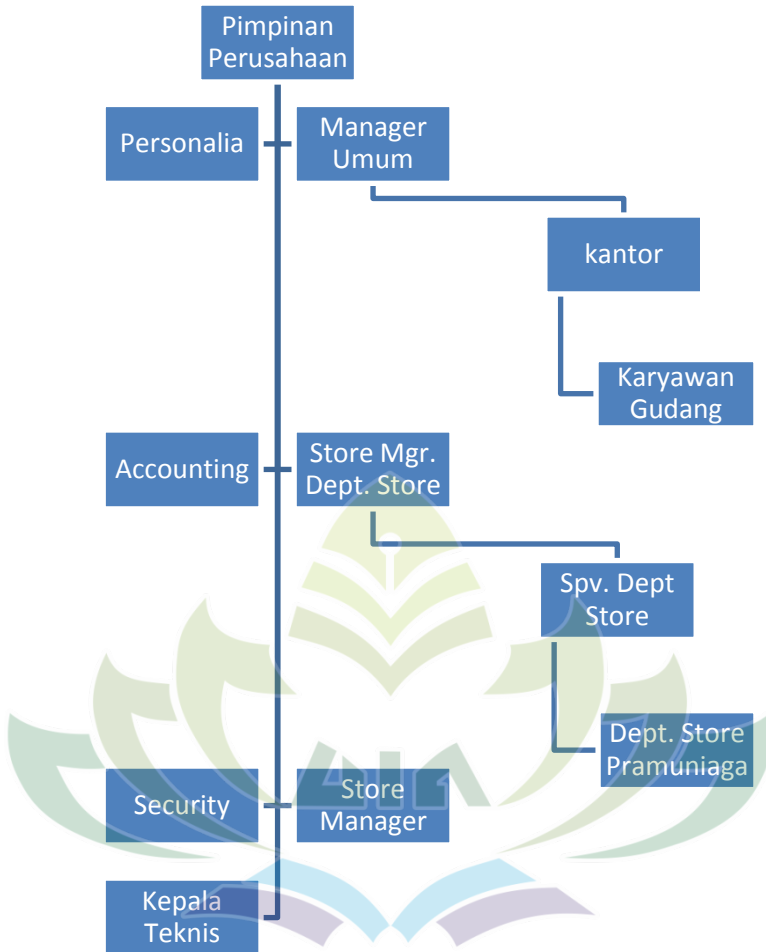 Pimpinan
Perusahaan
Personalia
Manager
Umum
kantor
Karyawan
Gudang
Accounting
Store Mgr.
Dept. Store
Spv. Dept
Store
Dept. Store
Pramuniaga
Security
Store
Manager
Kepala
Teknis